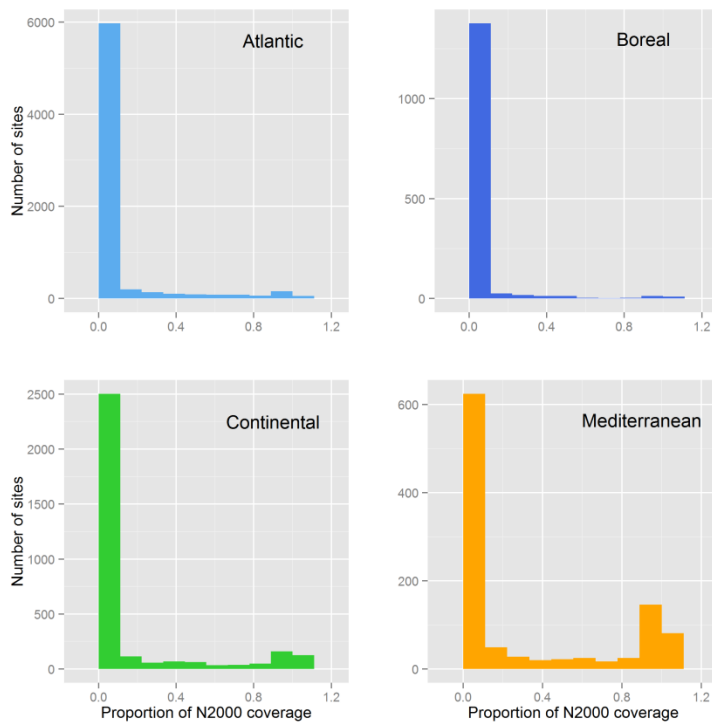 Atlantic
Number of sites
6000
4000
2000
0
0.0 0.4 0.8 1.2
Boreal
1000
500
0
0.0 0.4 0.8 1.2
Continental
Number of sites
2500
2000
1500
1000
500
0
0.0 0.4 0.8 1.2
Proportion of N2000 coverage
Mediterranean
600
400
200
0
0.0 0.4 0.8 1.2
Proportion of N2000 coverage